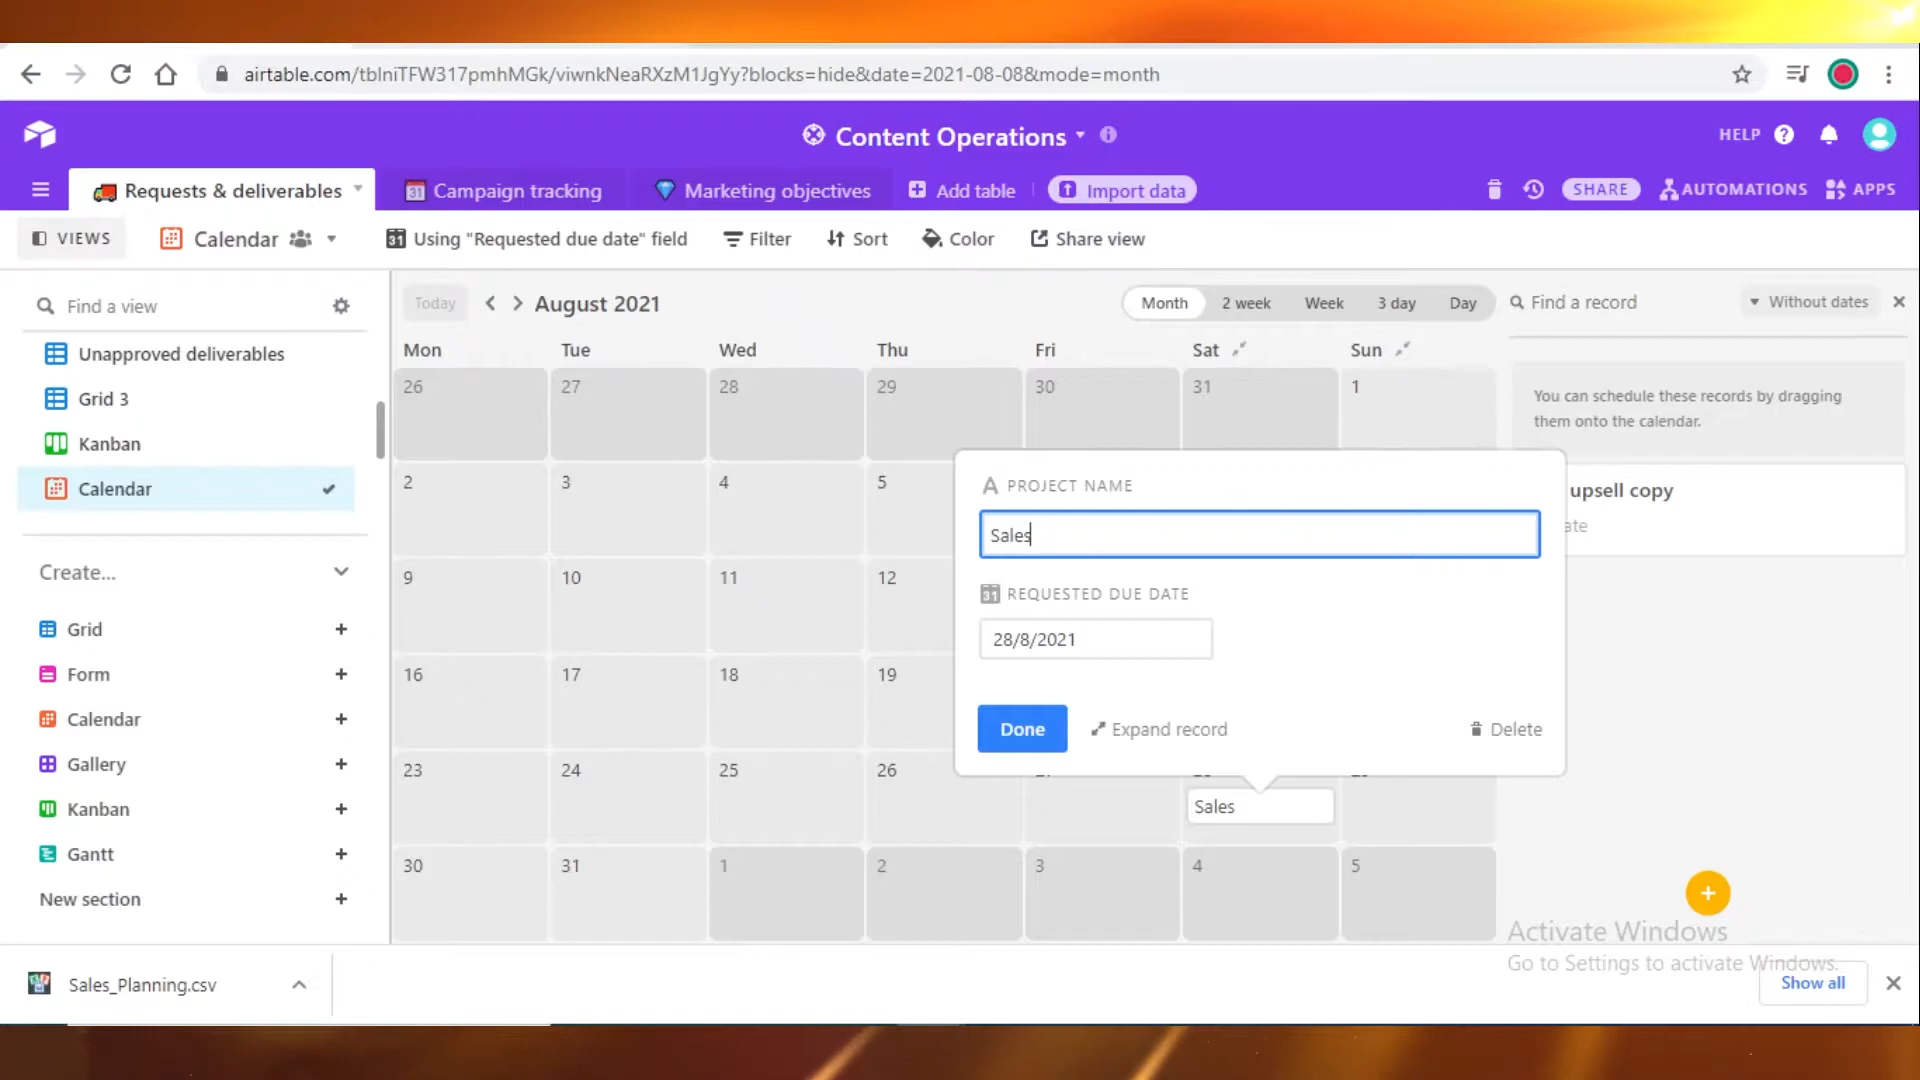 airtable.com/tblniTFW317pmhMGk/viwnkNeaRXzM1JgYy?blocks=hide&date=2021-08-08&mode=month
Content Operations
HELP
Requests & deliverables
31 Campaign tracking
Marketing objectives
Add table
Import data
SHARE
AUTOMATIONS
APPS
VIEWS
Calendar
31 Using "Requested due date" field
Filter
Sort
Color
Share view
Find a view
Unapproved deliverables
Grid 3
Kanban
Calendar
Create...
Grid
Form
Calendar
Gallery
Kanban
Gantt
New section
Today
August 2021
Month 2 week Week 3 day Day
Find a record
Without dates
Mon Tue Wed Thu Fri Sat Sun
26 27 28 29 30 31 1
You can schedule these records by dragging
them onto the calendar.
2 3 4 5
upsell copy
9 10 11 12
16 17 18 19
23 24 25 26
30 31 1 2 3 4 5
PROJECT NAME
Sales
31 REQUESTED DUE DATE
28/8/2021
Done
Expand record
Delete
Sales
Activate Windows
Go to Settings to activate Windows.
Sales_Planning.csv
Show all